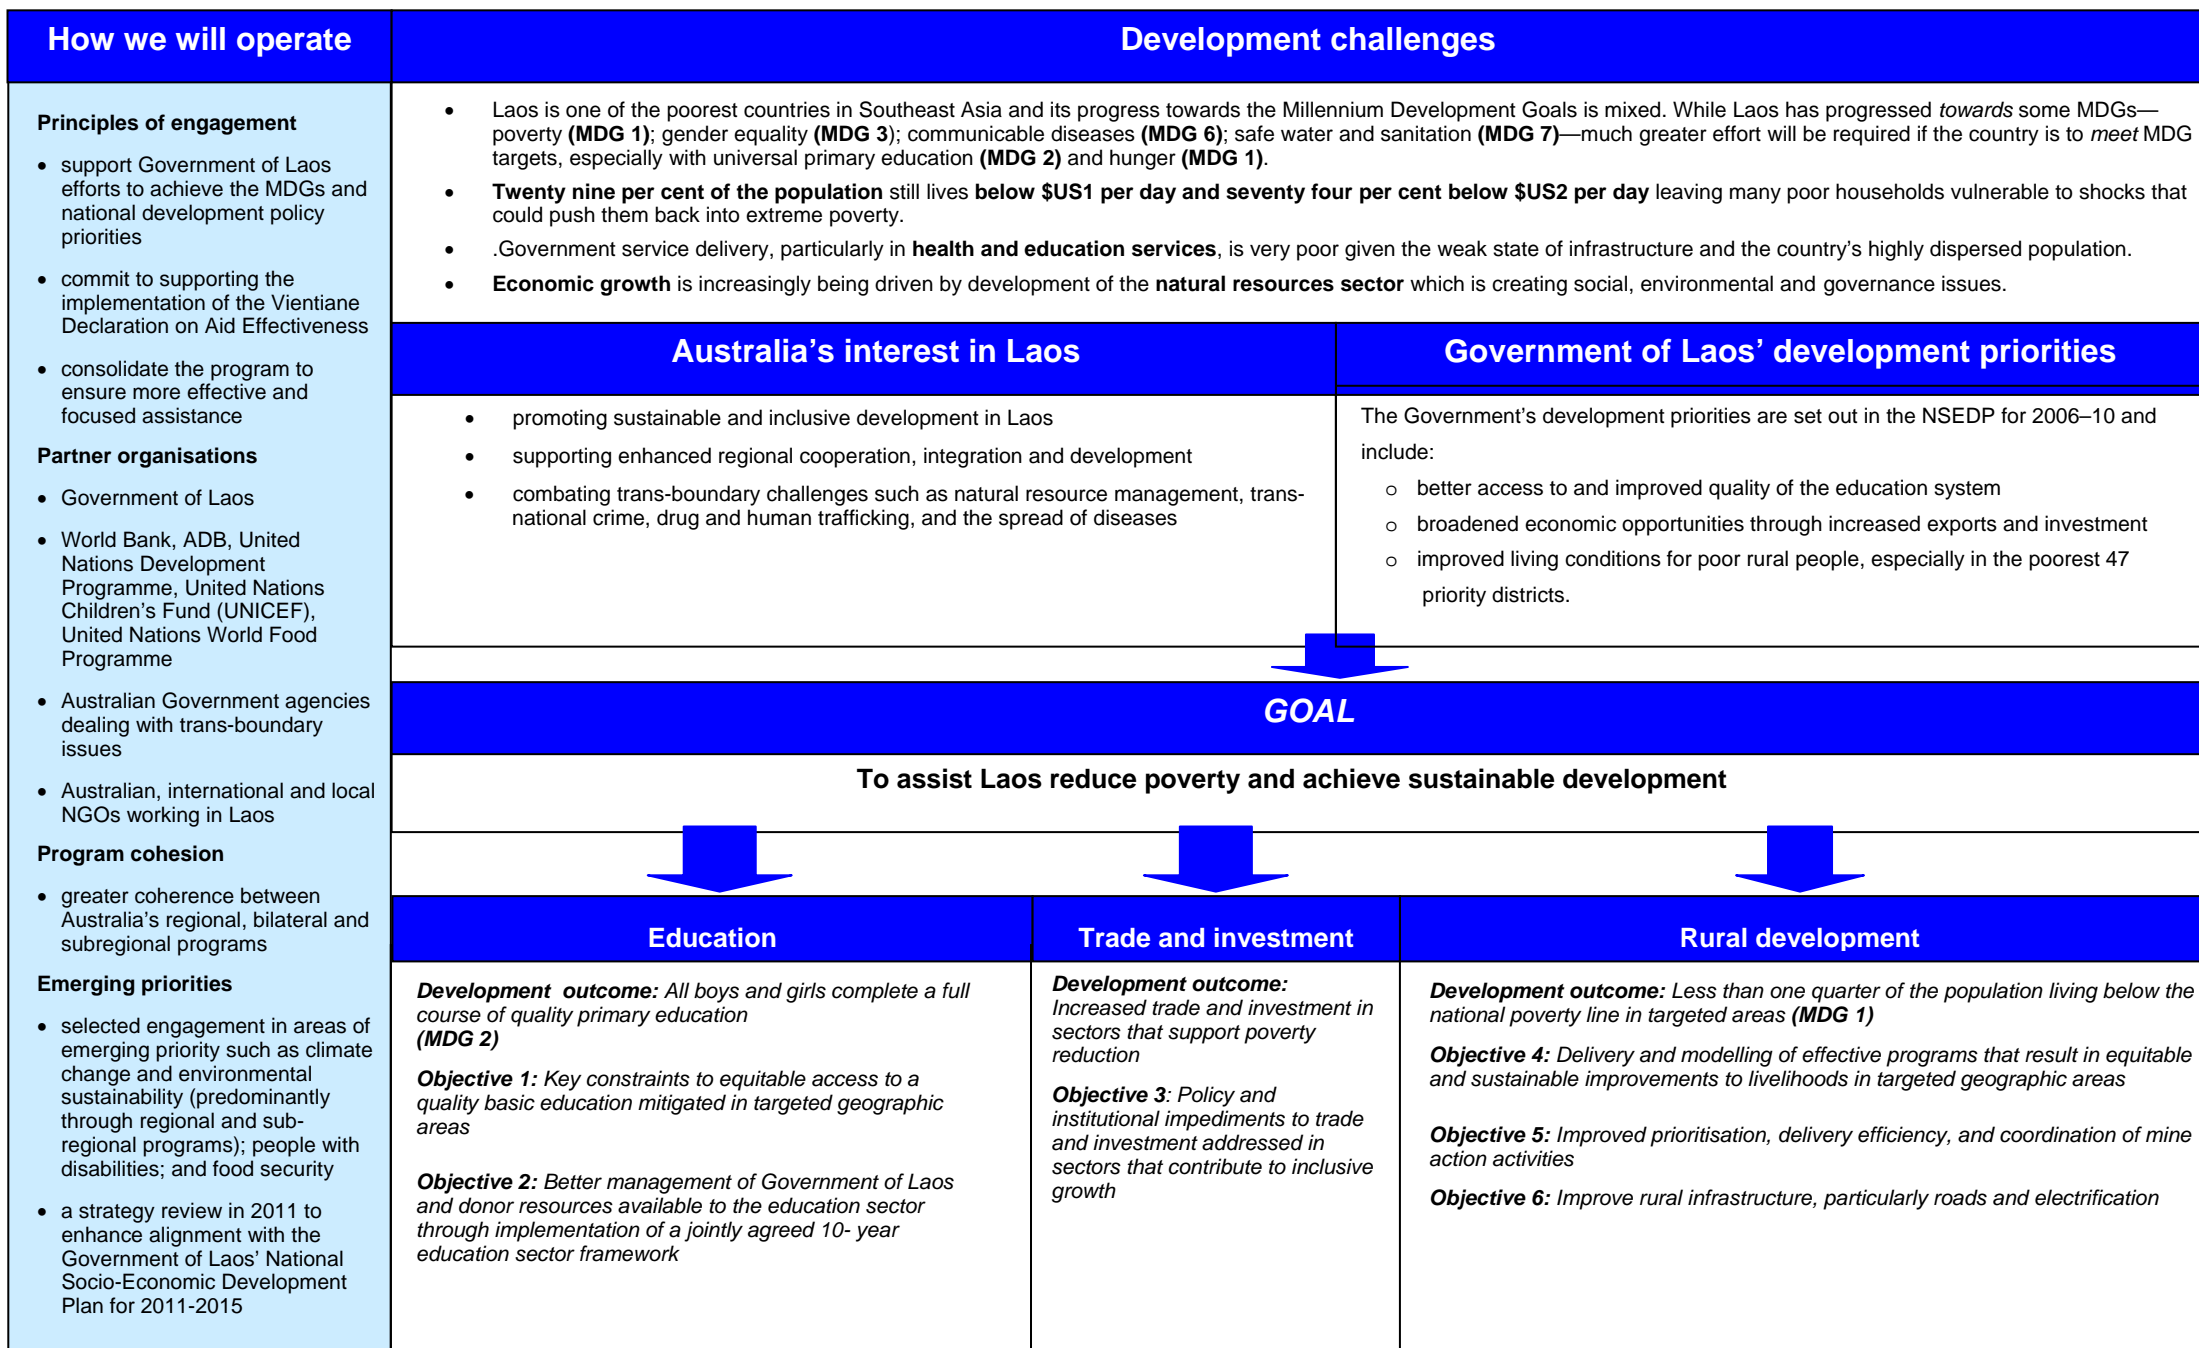 How we will operate
Principles of engagement
• support Government of Laos
efforts to achieve the MDGs and
national development policy
priorities
• commit to supporting the
implementation of the Vientiane
Declaration on Aid Effectiveness
• consolidate the program to
ensure more effective and
focused assistance
Partner organisations
• Government of Laos
• World Bank, ADB, United
Nations Development
Programme, United Nations
Children’s Fund (UNICEF),
United Nations World Food
Programme
• Australian Government agencies
dealing with trans-boundary
issues
• Australian, international and local
NGOs working in Laos
Program cohesion
• greater coherence between
Australia’s regional, bilateral and
subregional programs
Emerging priorities
• selected engagement in areas of
emerging priority such as climate
change and environmental
sustainability (predominantly
through regional and sub-
regional programs); people with
disabilities; and food security
• a strategy review in 2011 to
enhance alignment with the
Government of Laos’ National
Socio-Economic Development
Plan for 2011-2015
Development challenges
• Laos is one of the poorest countries in Southeast Asia and its progress towards the Millennium Development Goals is mixed. While Laos has progressed towards some MDGs—
poverty (MDG 1); gender equality (MDG 3); communicable diseases (MDG 6); safe water and sanitation (MDG 7)—much greater effort will be required if the country is to meet MDG
targets, especially with universal primary education (MDG 2) and hunger (MDG 1).
• Twenty nine per cent of the population still lives below $US1 per day and seventy four per cent below $US2 per day leaving many poor households vulnerable to shocks that
could push them back into extreme poverty.
• .Government service delivery, particularly in health and education services, is very poor given the weak state of infrastructure and the country’s highly dispersed population.
• Economic growth is increasingly being driven by development of the natural resources sector which is creating social, environmental and governance issues.
Australia’s interest in Laos
• promoting sustainable and inclusive development in Laos
• supporting enhanced regional cooperation, integration and development
• combating trans-boundary challenges such as natural resource management, trans-
national crime, drug and human trafficking, and the spread of diseases
Government of Laos’ development priorities
The Government’s development priorities are set out in the NSEDP for 2006–10 and
include:
o better access to and improved quality of the education system
o broadened economic opportunities through increased exports and investment
o improved living conditions for poor rural people, especially in the poorest 47
priority districts.
GOAL
To assist Laos reduce poverty and achieve sustainable development
Education
Development outcome: All boys and girls complete a full
course of quality primary education
(MDG 2)
Objective 1: Key constraints to equitable access to a
quality basic education mitigated in targeted geographic
areas
Objective 2: Better management of Government of Laos
and donor resources available to the education sector
through implementation of a jointly agreed 10- year
education sector framework
Trade and investment
Development outcome:
Increased trade and investment in
sectors that support poverty
reduction
Objective 3: Policy and
institutional impediments to trade
and investment addressed in
sectors that contribute to inclusive
growth
Rural development
Development outcome: Less than one quarter of the population living below the
national poverty line in targeted areas (MDG 1)
Objective 4: Delivery and modelling of effective programs that result in equitable
and sustainable improvements to livelihoods in targeted geographic areas
Objective 5: Improved prioritisation, delivery efficiency, and coordination of mine
action activities
Objective 6: Improve rural infrastructure, particularly roads and electrification